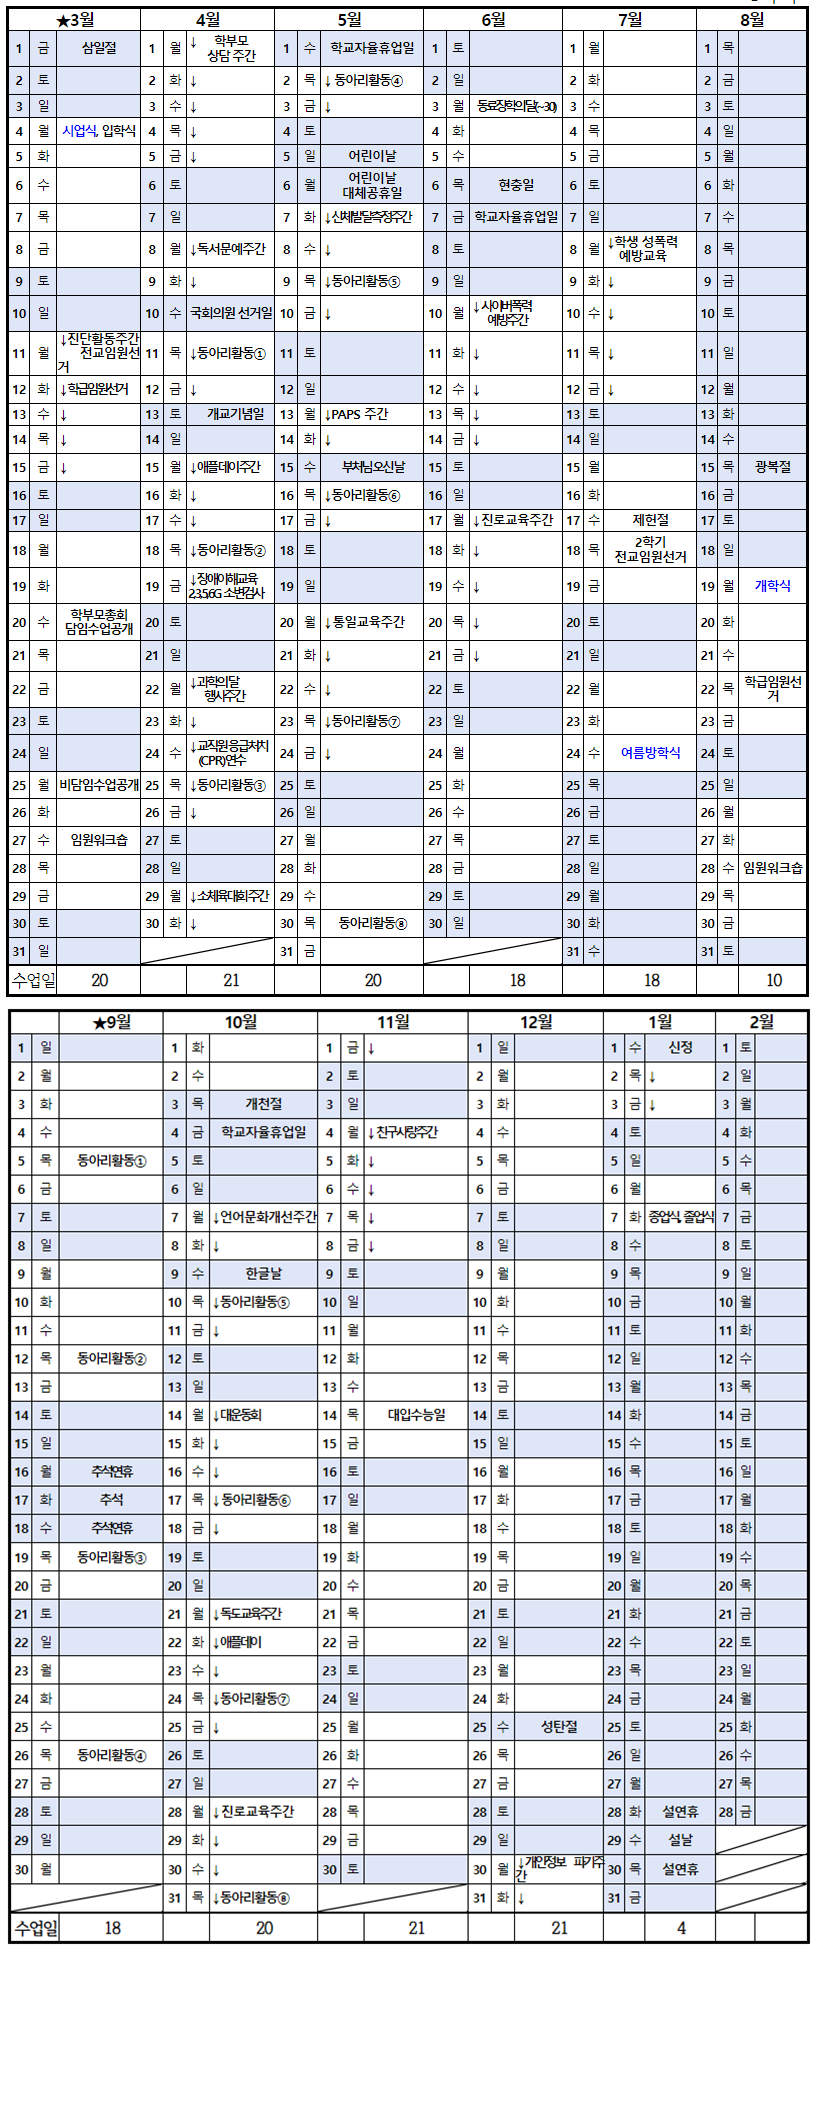 ★3월 4월 5월 6월 7월 8월
1 금 삼일절 1 월 ↓ 학부모 상담 주간 1 수 학교자율휴업일 1 토 1 월 1 목
2 토 2 화 ↓ 2 목 ↓동아리활동④ 2 일 2 화 2 금
3 일 3 수 ↓ 3 금 ↓ 3 월 동료장학의달(~30) 3 수 3 토
4 월 시업식, 입학식 4 목 ↓ 4 토 4 화 4 목 4 일
5 화 5 금 ↓ 5 일 어린이날 5 수 5 금 5 월
6 수 6 토 6 월 어린이날 대체공휴일 6 목 현충일 6 토 6 화
7 목 7 일 7 화 ↓신체발달측정주간 7 금 학교자율휴업일 7 일 7 수
8 금 8 월 ↓독서문예주간 8 수 ↓ 8 토 8 월 ↓학생 성폭력 예방교육 8 목
9 토 9 화 ↓ 9 목 ↓동아리활동⑤ 9 일 9 화 ↓ 9 금
10 일 10 수 국회의원 선거일 10 금 ↓ 10 월 ↓사이버폭력 예방주간 10 수 ↓ 10 토
11 월 ↓진단활동주간 전교임원선거 11 목 ↓동아리활동① 11 토 11 화 ↓ 11 목 ↓ 11 일
12 화 ↓학급임원선거 12 금 ↓ 12 일 12 수 ↓ 12 금 ↓ 12 월
13 수 ↓ 13 토 개교기념일 13 월 ↓PAPS 주간 13 목 ↓ 13 토 13 화
14 목 ↓ 14 일 14 화 ↓ 14 금 ↓ 14 일 14 수
15 금 ↓ 15 월 ↓애플데이주간 15 수 부처님오신날 15 토 15 월 15 목 광복절
16 토 16 화 ↓ 16 목 ↓동아리활동⑥ 16 일 16 화 16 금
17 일 17 수 ↓ 17 금 ↓ 17 월 ↓진로교육주간 17 수 제헌절 17 토
18 월 18 목 ↓동아리활동② 18 토 18 화 ↓ 18 목 2학기 전교임원선거 18 일
19 화 19 금 ↓장애이해교육 2,3,5,6G 소변검사 19 일 19 수 ↓ 19 금 19 월 개학식
20 수 학부모총회 담임수업공개 20 토 20 월 ↓통일교육주간 20 목 ↓ 20 토 20 화
21 목 21 일 21 화 ↓ 21 금 ↓ 21 일 21 수
22 금 22 월 ↓과학의달 행사주간 22 수 ↓ 22 토 22 월 22 목 학급임원선거
23 토 23 화 ↓ 23 목 ↓동아리활동⑦ 23 일 23 화 23 금
24 일 24 수 ↓교직원응급처치 (CPR)연수 24 금 ↓ 24 월 24 수 여름방학식 24 토
25 월 비담임수업공개 25 목 ↓동아리활동③ 25 토 25 화 25 목 25 일
26 화 26 금 ↓ 26 일 26 수 26 금 26 월
27 수 임원워크숍 27 토 27 월 27 목 27 토 27 화
28 목 28 일 28 화 28 금 28 일 28 수 임원워크숍
29 금 29 월 ↓소체육대회주간 29 수 29 토 29 월 29 목
30 토 30 화 ↓ 30 목 동아리활동⑧ 30 일 30 화 30 금
31 일 31 금 31 수 31 토
수업일 20 21 20 18 18 10
★9월 10월 11월 12월 1월 2월
1 일 1 화 1 금 ↓ 1 일 1 수 신정 1 토
2 월 2 수 2 토 2 월 2 목 ↓ 2 일
3 화 3 목 개천절 3 일 3 화 3 금 ↓ 3 월
4 수 4 금 학교자율휴업일 4 월 ↓친구사랑주간 4 수 4 토 4 화
5 목 동아리활동① 5 토 5 화 ↓ 5 목 5 일 5 수
6 금 6 일 6 수 ↓ 6 금 6 월 6 목
7 토 7 월 ↓언어문화개선주간 7 목 ↓ 7 토 7 화 종업식, 졸업식 7 금
8 일 8 화 ↓ 8 금 ↓ 8 일 8 수 8 토
9 월 9 수 한글날 9 토 9 월 9 목 9 일
10 화 10 목 ↓동아리활동⑤ 10 일 10 화 10 금 10 월
11 수 11 금 ↓ 11 월 11 수 11 토 11 화
12 목 동아리활동② 12 토 12 화 12 목 12 일 12 수
13 금 13 일 13 수 13 금 13 월 13 목
14 토 14 월 ↓대운동회 14 목 대입수능일 14 토 14 화 14 금
15 일 15 화 ↓ 15 금 15 일 15 수 15 토
16 월 추석연휴 16 수 ↓ 16 토 16 월 16 목 16 일
17 화 추석 17 목 ↓동아리활동⑥ 17 일 17 화 17 금 17 월
18 수 추석연휴 18 금 ↓ 18 월 18 수 18 토 18 화
19 목 동아리활동③ 19 토 19 화 19 목 19 일 19 수
20 금 20 일 20 수 20 금 20 월 20 목
21 토 21 월 ↓독도교육주간 21 목 21 토 21 화 21 금
22 일 22 화 ↓애플데이 22 금 22 일 22 수 22 토
23 월 23 수 ↓ 23 토 23 월 23 목 23 일
24 화 24 목 ↓동아리활동⑦ 24 일 24 화 24 금 24 월
25 수 25 금 ↓ 25 월 25 수 성탄절 25 토 25 화
26 목 동아리활동④ 26 토 26 화 26 목 26 일 26 수
27 금 27 일 27 수 27 금 27 월 27 목
28 토 28 월 ↓진로교육주간 28 목 28 토 28 화 설연휴 28 금
29 일 29 화 ↓ 29 금 29 일 29 수 설날
30 월 30 수 ↓ 30 토 30 월 ↓개인정보 파기주간 30 목 설연휴
31 목 ↓동아리활동⑧ 31 화 ↓ 31 금
수업일 18 20 21 21 4